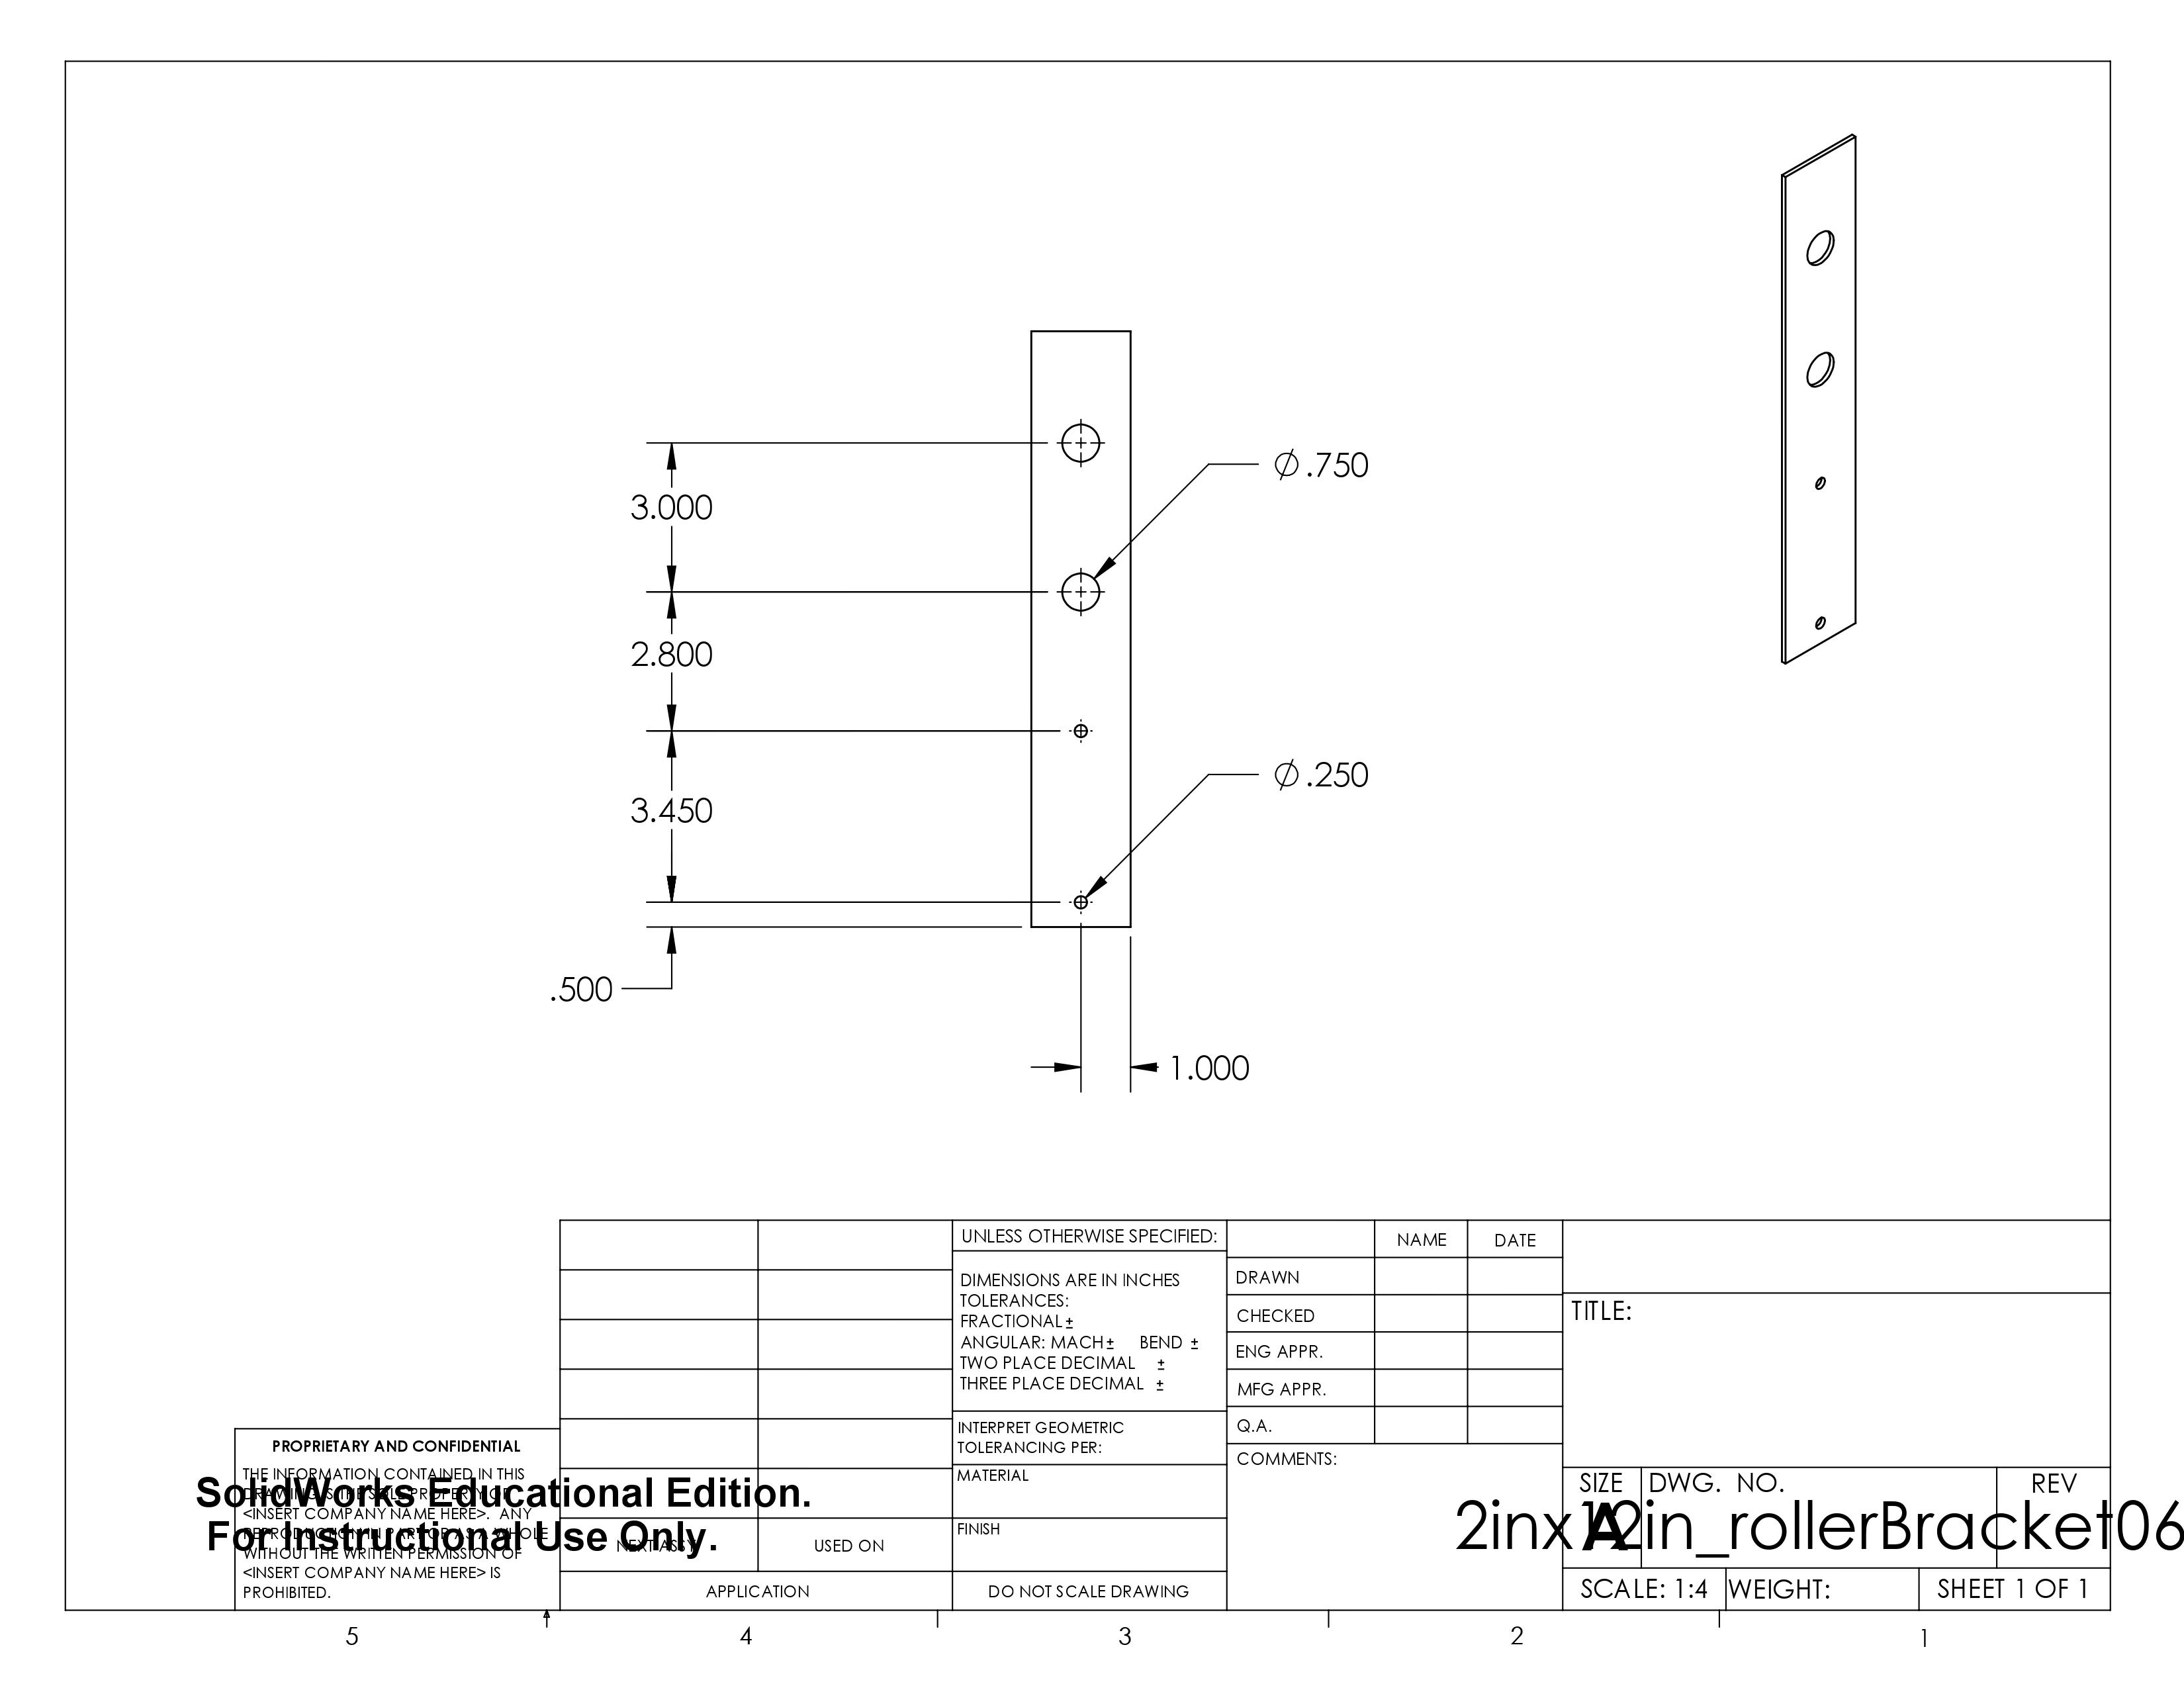 3.000
⌀.750
2.800
⌀.250
3.450
.500
1.000
UNLESS OTHERWISE SPECIFIED:
DIMENSIONS ARE IN INCHES
TOLERANCES:
FRACTIONAL±
ANGULAR: MACH± BEND ±
TWO PLACE DECIMAL ±
THREE PLACE DECIMAL ±
INTERPRET GEOMETRIC
TOLERANCING PER:
MATERIAL
FINISH
DO NOT SCALE DRAWING
NAME DATE
DRAWN
CHECKED
ENG APPR.
MFG APPR.
Q.A.
COMMENTS:
TITLE:
SIZE DWG. NO. REV
A 2inx12in_rollerBracket06
SCALE: 1:4 WEIGHT: SHEET 1 OF 1
PROPRIETARY AND CONFIDENTIAL
THE INFORMATION CONTAINED IN THIS
DRAWING IS THE SOLE PROPERTY OF
<INSERT COMPANY NAME HERE>. ANY
REPRODUCTION IN PART OR AS A WHOLE
WITHOUT THE WRITTEN PERMISSION OF
<INSERT COMPANY NAME HERE> IS
PROHIBITED.
SolidWorks Educational Edition.
For Instructional Use Only.
NEXT ASSY USED ON
APPLICATION
5 4 3 2 1